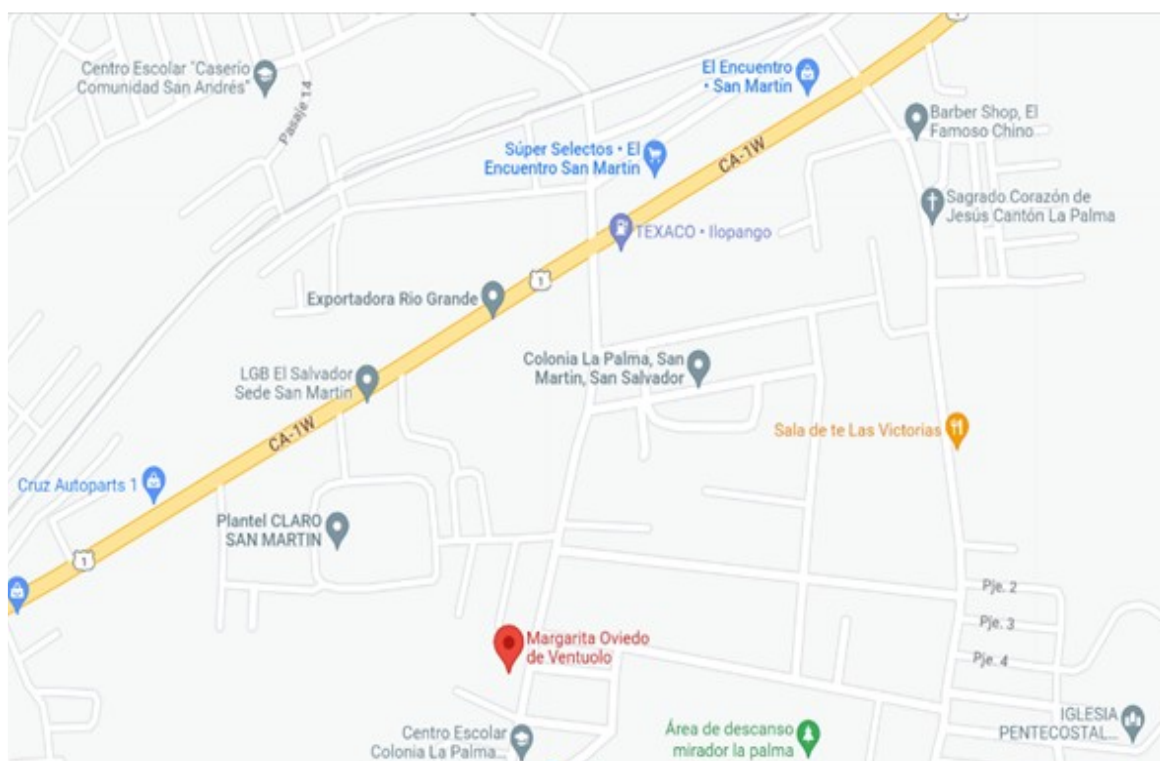 1
Centro Escolar "Caserío
Comunidad San Andrés"
Pasaje 14
El Encuentro
• San Martín
Barber Shop, El
Famoso Chino
Súper Selectos • El
Encuentro San Martín
CA-1W
Sagrado Corazón de
Jesús Cantón La Palma
TEXACO • Ilopango
1
Exportadora Rio Grande
LGB El Salvador
Sede San Martin
Colonia La Palma, San
Martin, San Salvador
CA-1W
Sala de te Las Victorias
Cruz Autoparts 1
Plantel CLARO
SAN MARTIN
1
Pje. 2
Pje. 3
Pje. 4
Margarita Oviedo
de Ventuolo
Centro Escolar
Colonia La Palma...
Área de descanso
mirador la palma
IGLESIA
PENTECOSTAL...